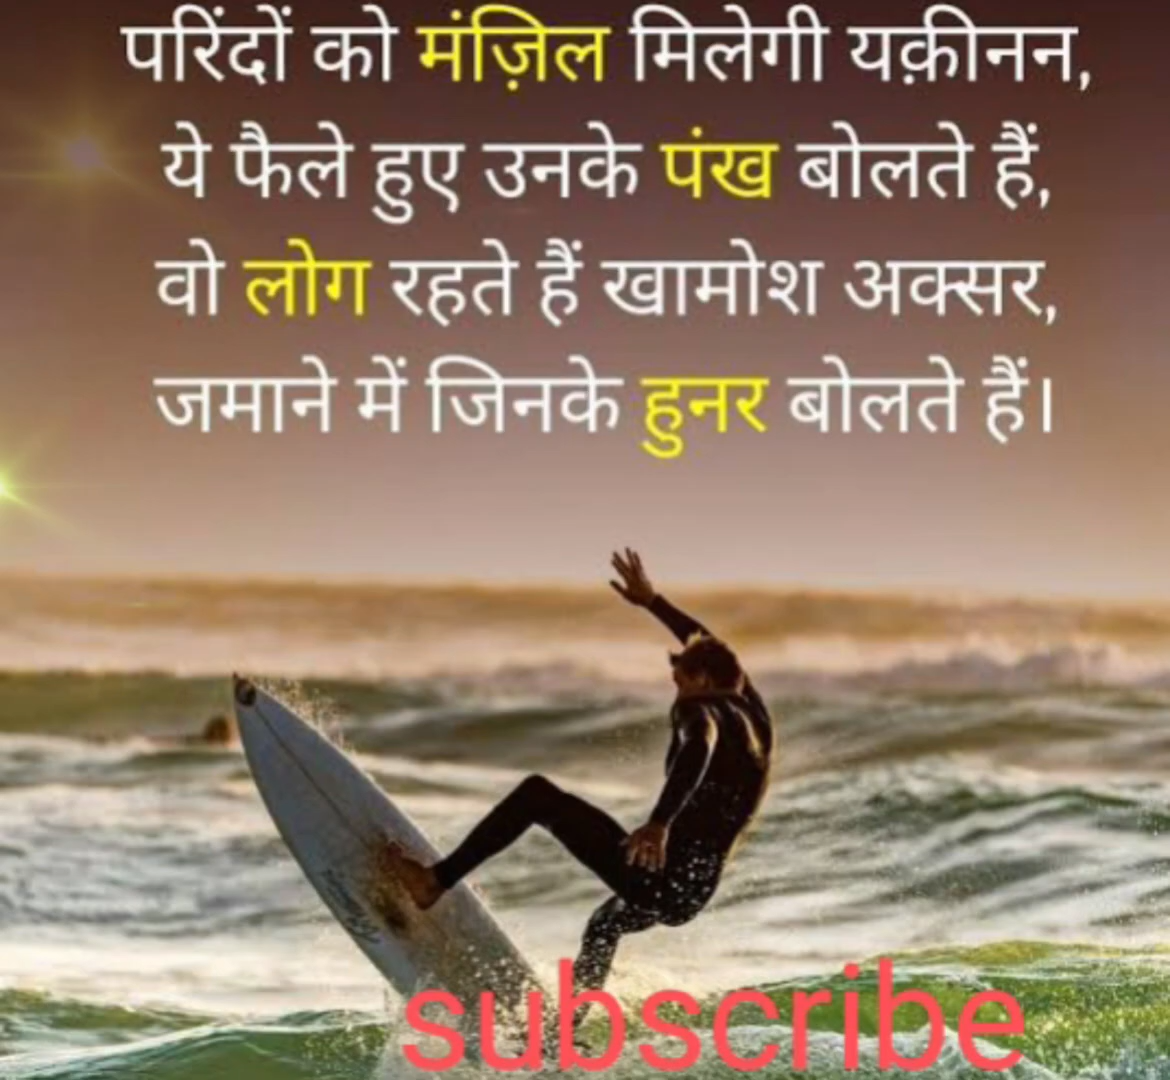 परिंदों को मंज़िल मिलेगी यक़ीनन,
ये फैले हुए उनके पंख बोलते हैं,
वो लोग रहते हैं खामोश अक्सर,
जमाने में जिनके हुनर बोलते हैं।
subscribe